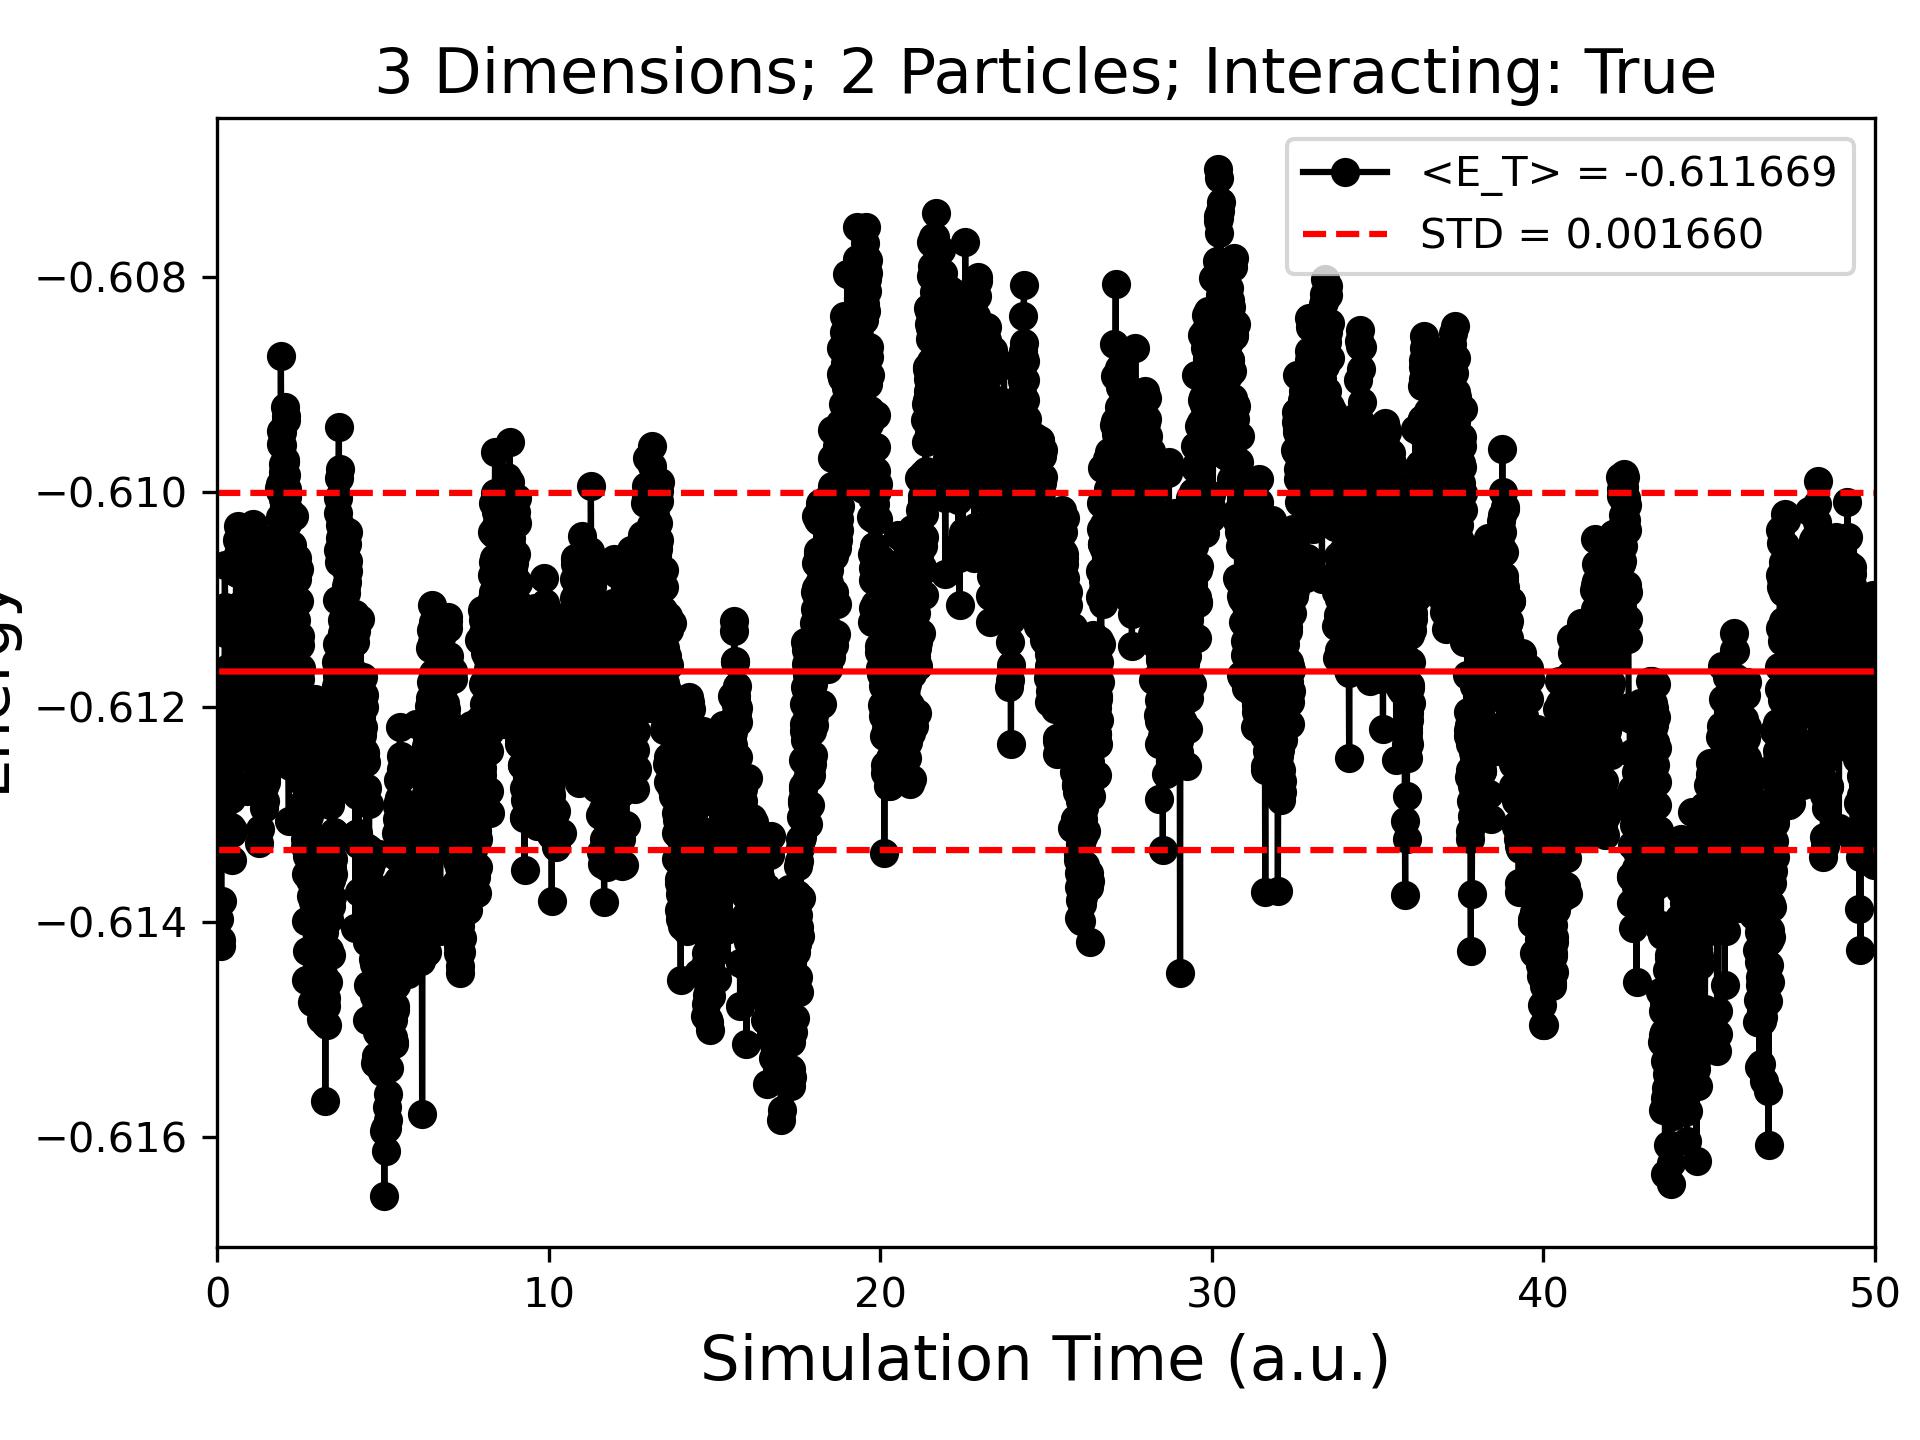 3 Dimensions; 2 Particles; Interacting: True
<E_T> = -0.611669
STD = 0.001660
−0.608
−0.610
−0.612
−0.614
−0.616
0 10 20 30 40 50
Simulation Time (a.u.)